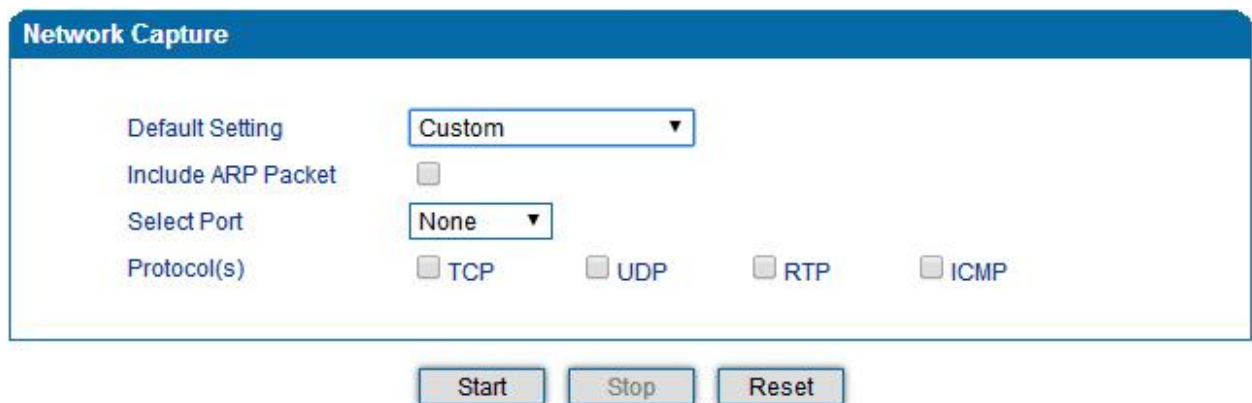 Network Capture
Default Setting Custom
Include ARP Packet
Select Port None
Protocol(s) TCP UDP RTP ICMP
Start Stop Reset